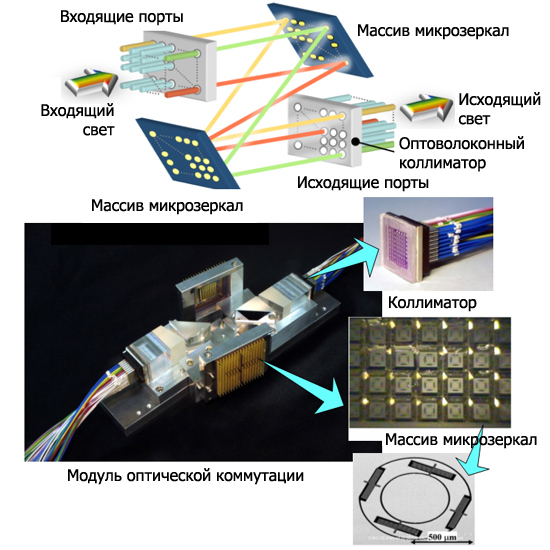 Входящие порты
Массив микрозеркал
Входящий
свет
Исходящий
свет
Оптоволоконный
коллиматор
Исходящие порты
Массив микрозеркал
Коллиматор
Массив микрозеркал
Модуль оптической коммутации
500 μm